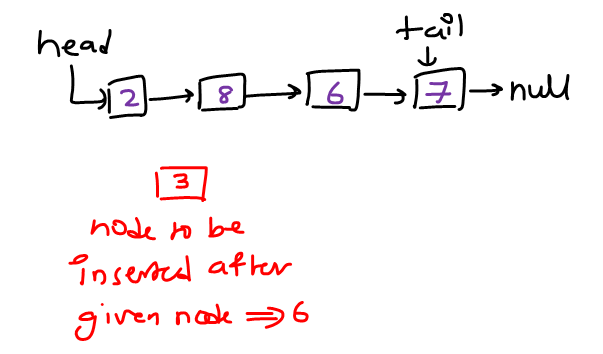 head
tail
2 8 6 7 null
3
node to be
inserted after
given node ⇒ 6